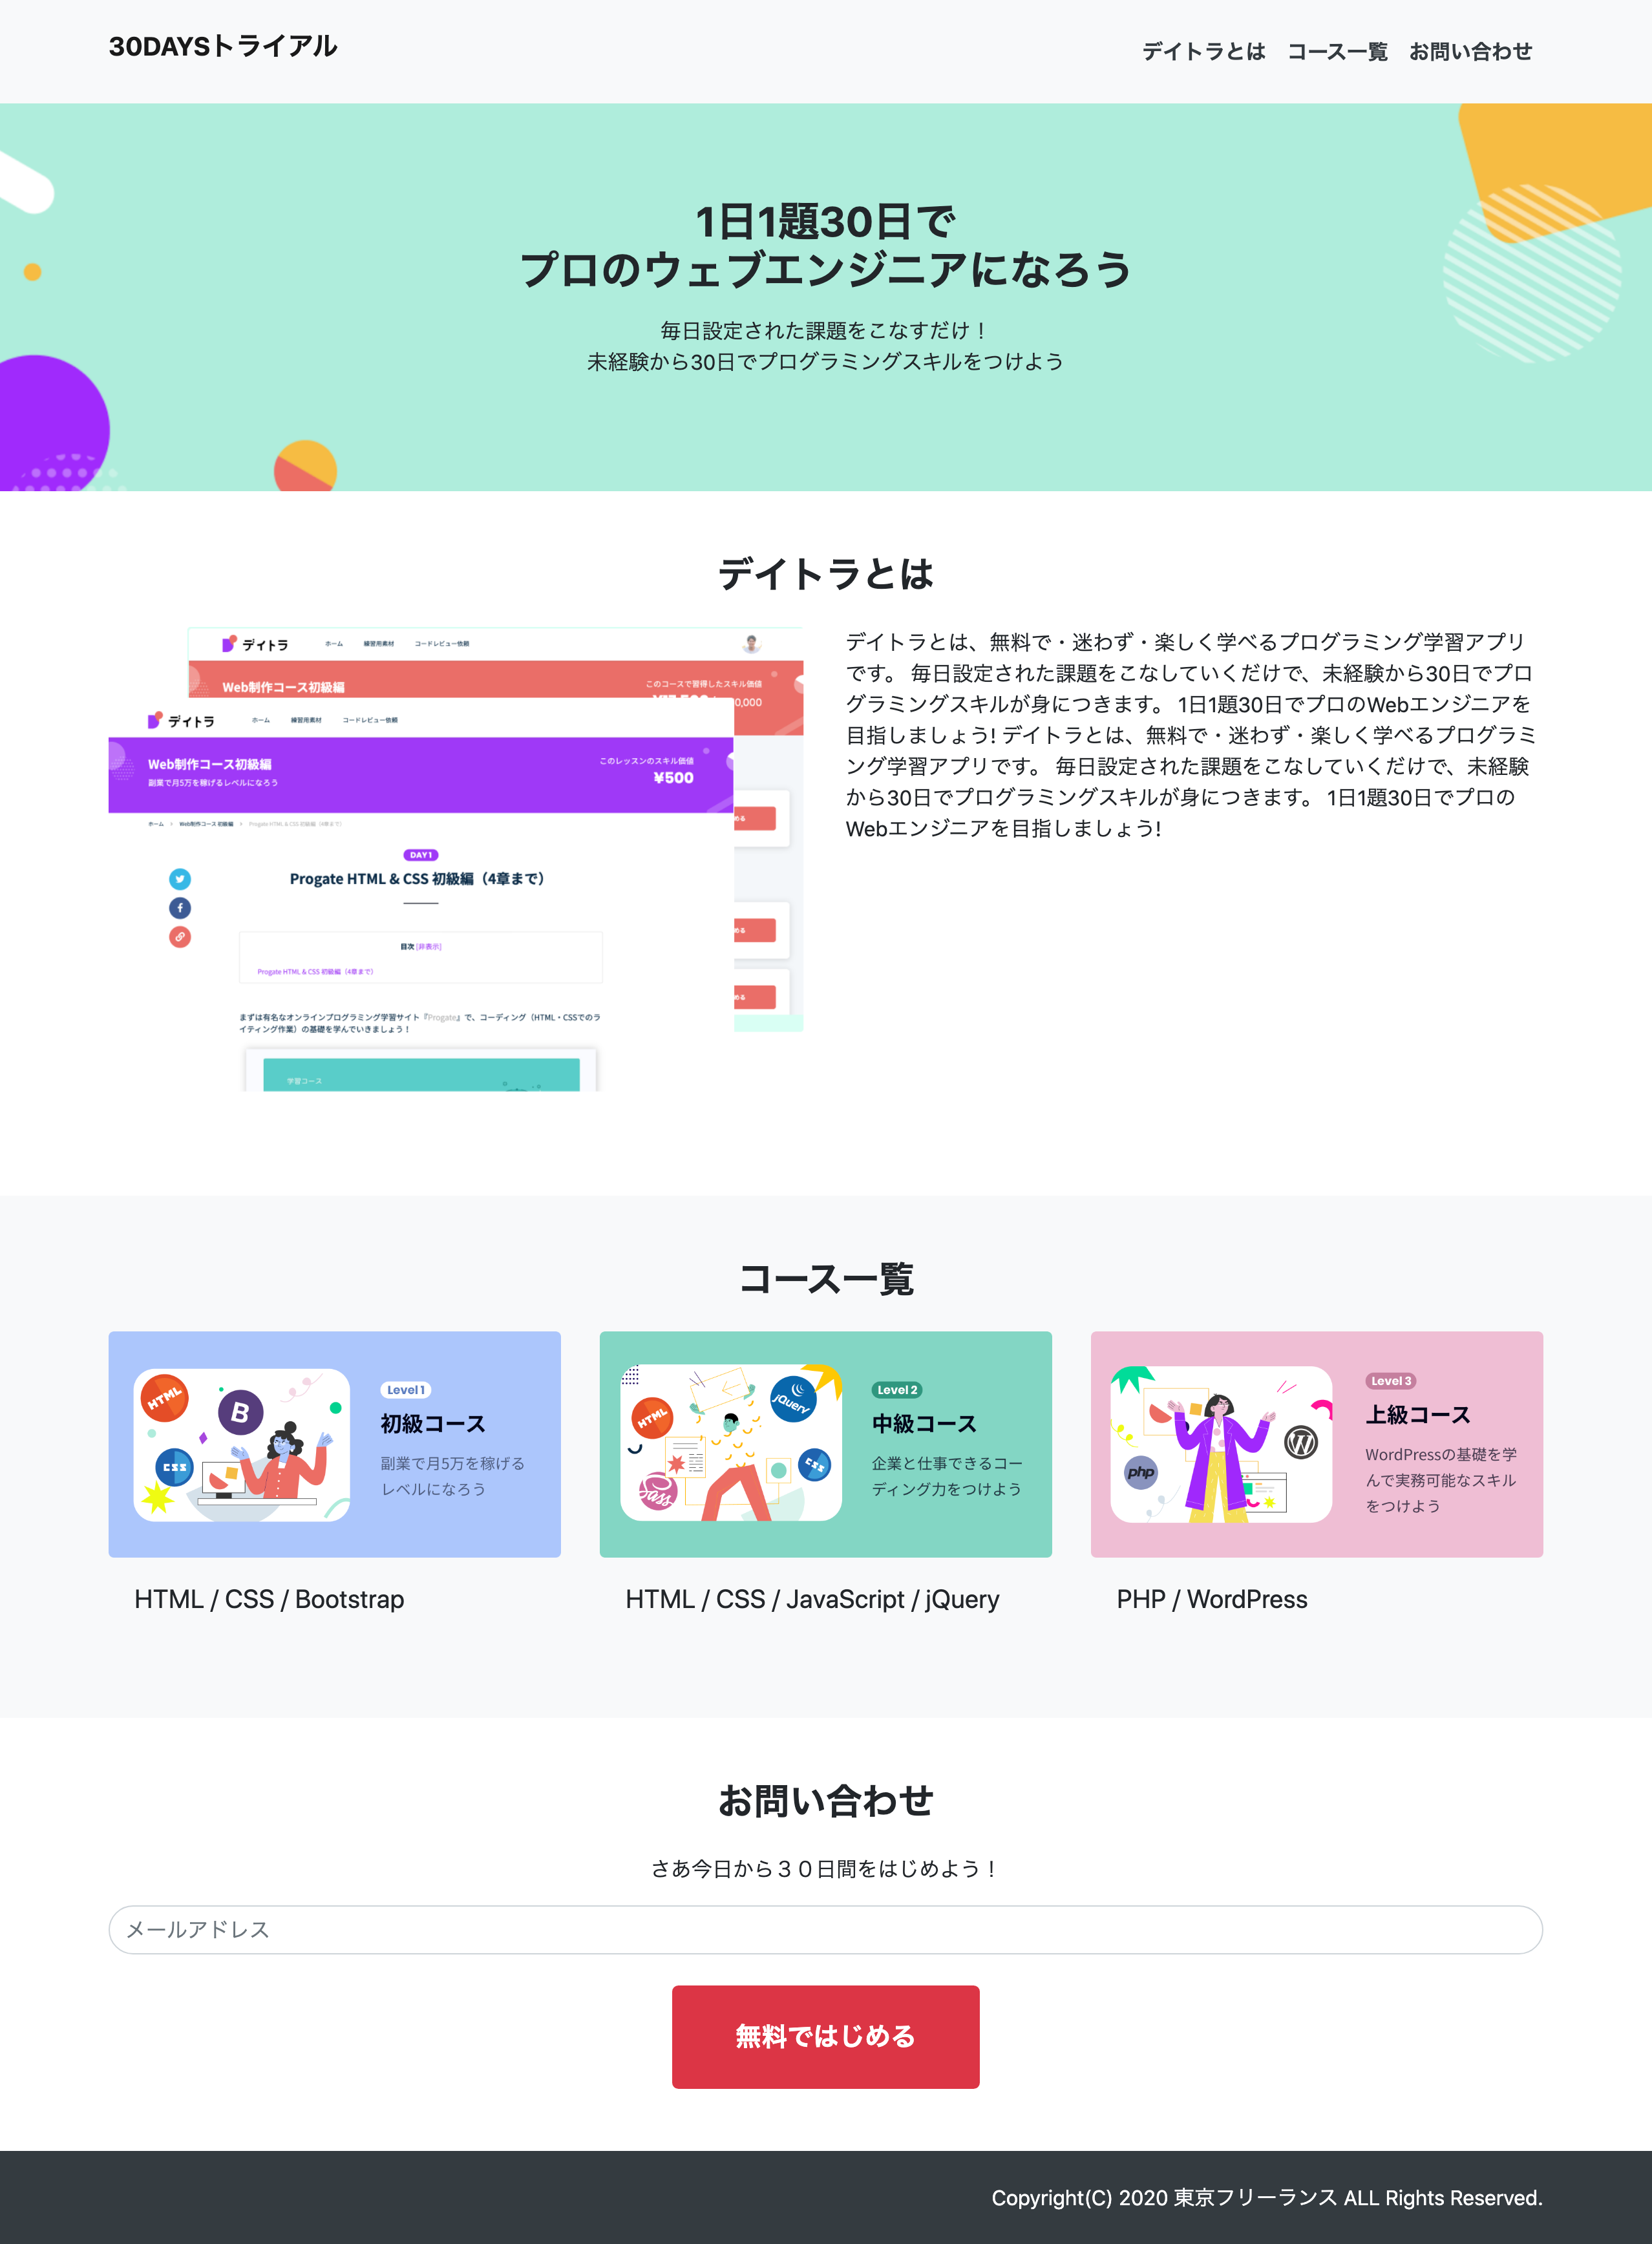 30DAYSトライアル
デイトラとは コース一覧 お問い合わせ
1日1題30日で
プロのウェブエンジニアになろう
毎日設定された課題をこなすだけ！
未経験から30日でプログラミングスキルをつけよう
デイトラとは
デイトラ ホーム 練習用素材 コードレビュー依頼
Web制作コース初級編
このコースで習得したスキル価値
0,000
デイトラ ホーム 練習用素材 コードレビュー依頼
Web制作コース初級編
副業で月5万を稼げるレベルになろう
このレッスンのスキル価値
¥500
ホーム > Web制作コース 初級編 > Progate HTML & CSS 初級編（4章まで）
DAY1
Progate HTML & CSS 初級編（4章まで）
目次 [非表示]
Progate HTML & CSS 初級編（4章まで）
まずは有名なオンラインプログラミング学習サイト『Progate』で、コーディング（HTML・CSSでのラ
イティング作業）の基礎を学んでいきましょう！
学習コース
める
める
める
デイトラとは、無料で・迷わず・楽しく学べるプログラミング学習アプリ
です。 毎日設定された課題をこなしていくだけで、未経験から30日でプロ
グラミングスキルが身につきます。 1日1題30日でプロのWebエンジニアを
目指しましょう! デイトラとは、無料で・迷わず・楽しく学べるプログラミ
ング学習アプリです。 毎日設定された課題をこなしていくだけで、未経験
から30日でプログラミングスキルが身につきます。 1日1題30日でプロの
Webエンジニアを目指しましょう!
コース一覧
HTML
B
CSS
Level 1
初級コース
副業で月5万を稼げる
レベルになろう
HTML / CSS / Bootstrap
HTML
jQuery
CSS
Sass
Level 2
中級コース
企業と仕事できるコー
ディング力をつけよう
HTML / CSS / JavaScript / jQuery
php
W
Level 3
上級コース
WordPressの基礎を学
んで実務可能なスキル
をつけよう
PHP / WordPress
お問い合わせ
さあ今日から３０日間をはじめよう！
メールアドレス
無料ではじめる
Copyright(C) 2020 東京フリーランス ALL Rights Reserved.